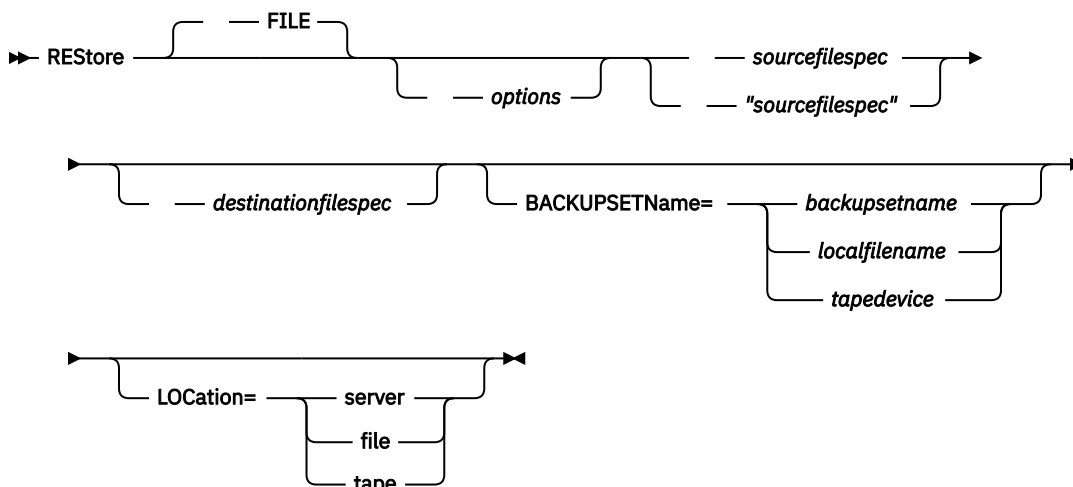 FILE
REStore
options
sourcefilespec
"sourcefilespec"
destinationfilespec
BACKUPSETName=
backupsetname
localfilename
tapedevice
LOCation=
server
file
tape